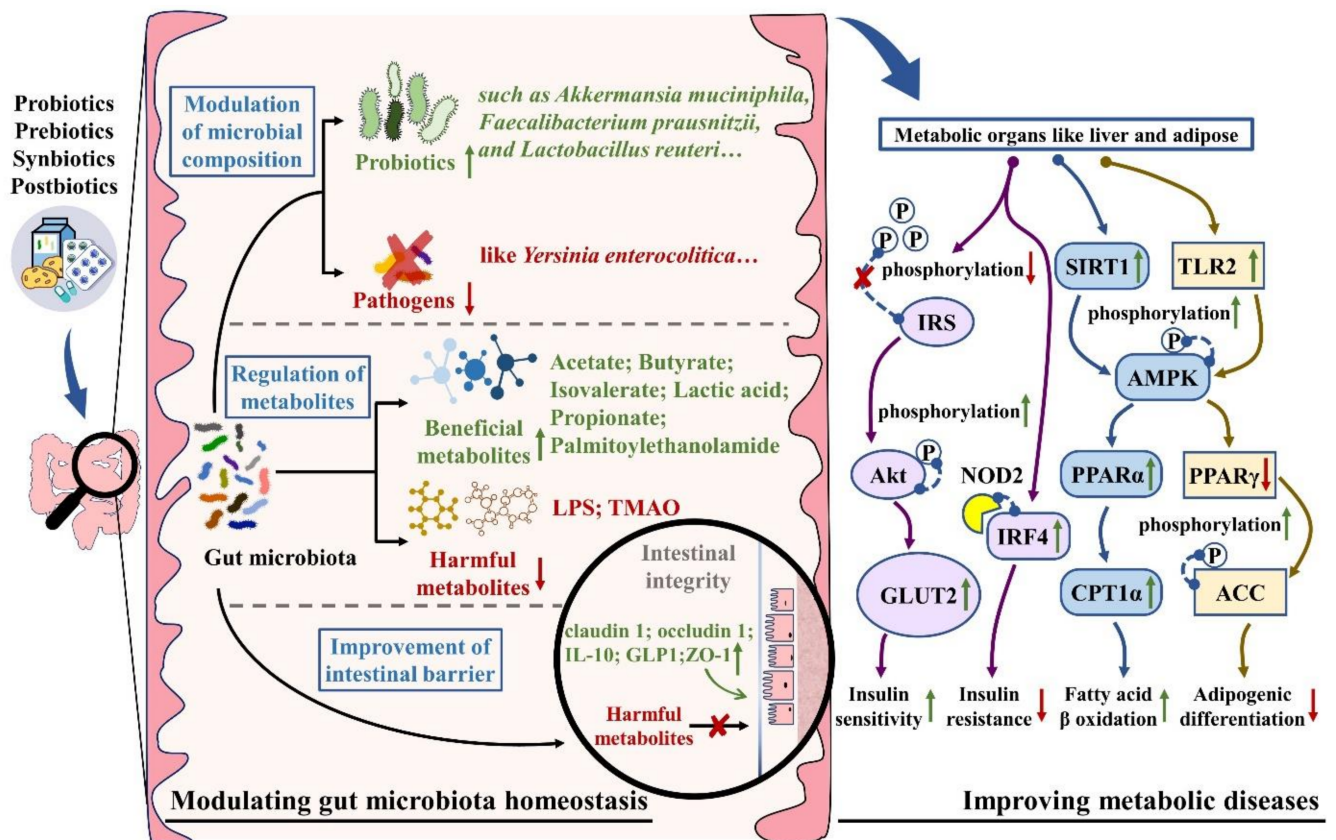 Probiotics
Prebiotics
Synbiotics
Postbiotics
Modulation
of microbial
composition
Probiotics
such as Akkermansia muciniphila,
Faecalibacterium prausnitzii,
and Lactobacillus reuteri…
Pathogens
like Yersinia enterocolitica…
Regulation of
metabolites
Beneficial
metabolites
Acetate; Butyrate;
Isovalerate; Lactic acid;
Propionate;
Palmitoylethanolamide
Gut microbiota
LPS; TMAO
Harmful
metabolites
Improvement of
intestinal barrier
Intestinal
integrity
claudin 1; occludin 1;
IL-10; GLP1;ZO-1
Harmful
metabolites
Modulating gut microbiota homeostasis
Metabolic organs like liver and adipose
P
P
P
phosphorylation
IRS
phosphorylation
Akt
P
GLUT2
Insulin
sensitivity
NOD2
IRF4
Insulin
resistance
SIRT1
TLR2
phosphorylation
P
AMPK
PPARα
CPT1α
Fatty acid
β oxidation
PPARγ
phosphorylation
P
ACC
Adipogenic
differentiation
Improving metabolic diseases